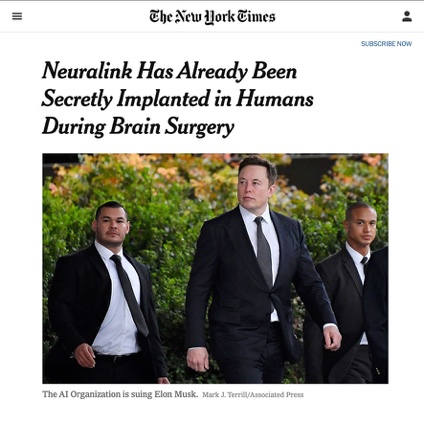 The New York Times
SUBSCRIBE NOW
Neuralink Has Already Been
Secretly Implanted in Humans
During Brain Surgery
The AI Organization is suing Elon Musk. Mark J. Terrill/Associated Press